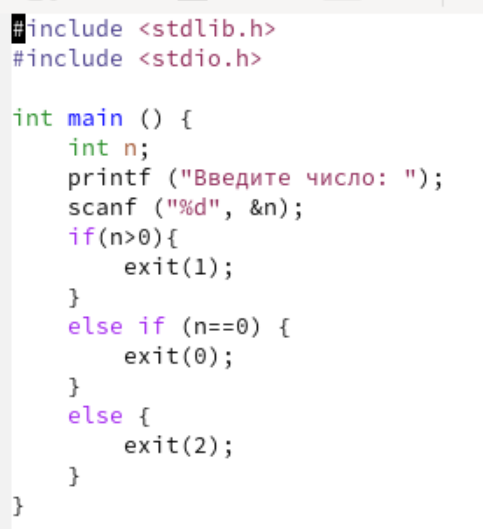 #include <stdlib.h>
#include <stdio.h>

int main () {
    int n;
    printf ("Введите число: ");
    scanf ("%d", &n);
    if(n>0){
        exit(1);
    }
    else if (n==0) {
        exit(0);
    }
    else {
        exit(2);
    }
}